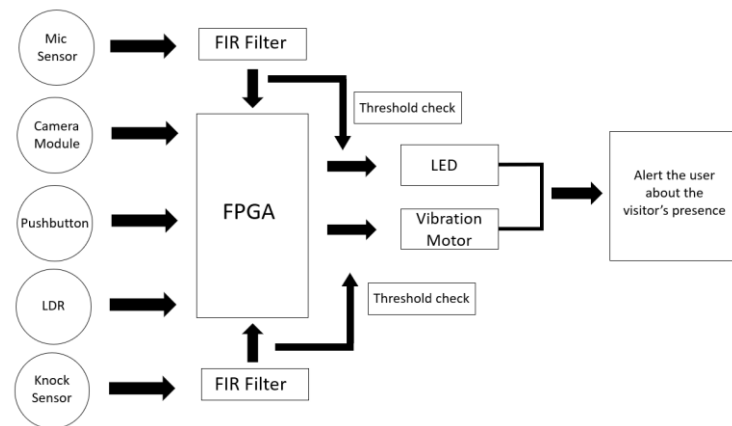 Mic
Sensor
FIR Filter
Threshold check
Camera
Module
LED
Alert the user
about the
visitor's presence
FPGA
Pushbutton
Vibration
Motor
Threshold check
LDR
Knock
Sensor
FIR Filter